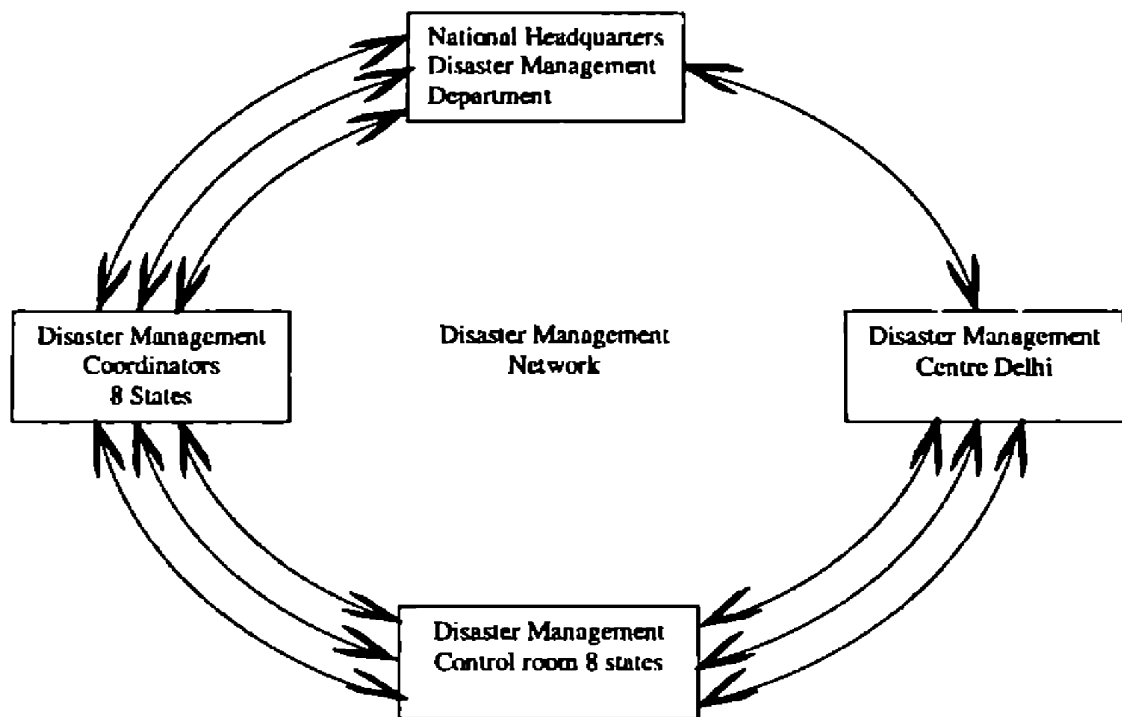 National Headquarters
Disaster Management
Department
Disaster Management
Coordinators
8 States
Disaster Management
Network
Disaster Management
Centre Delhi
Disaster Management
Control room 8 states